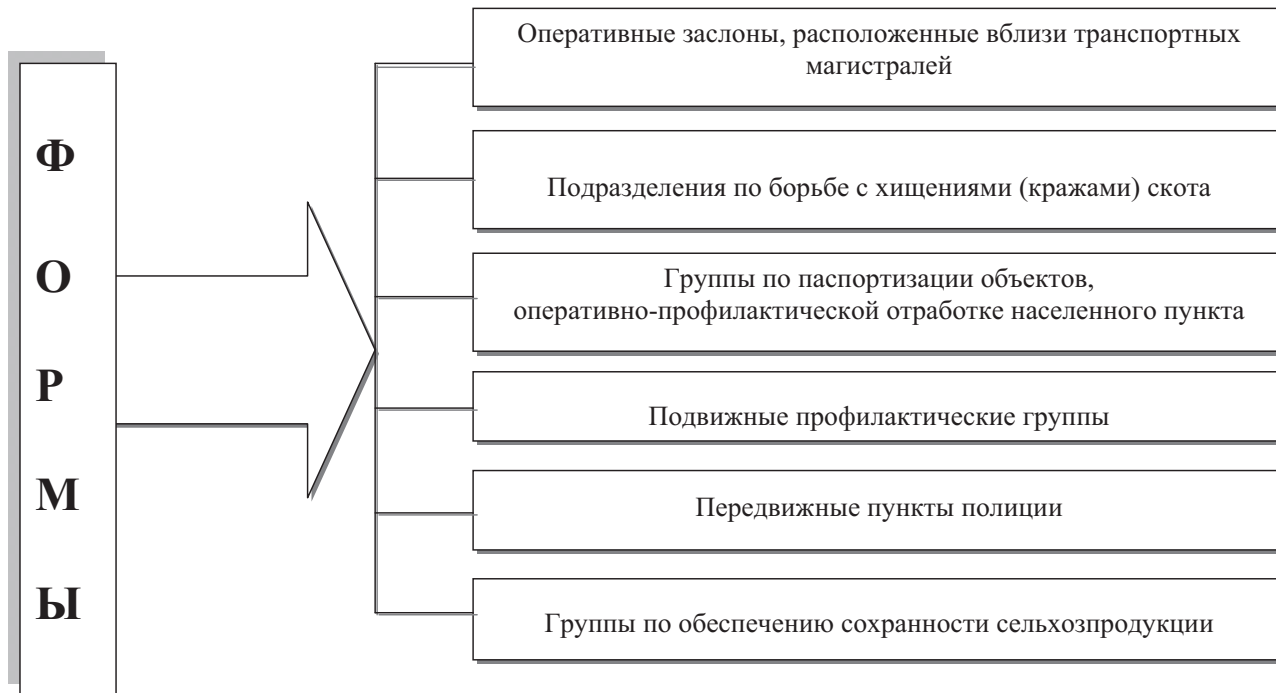 ФОРМЫ
Оперативные заслоны, расположенные вблизи транспортных
магистралей
Подразделения по борьбе с хищениями (кражами) скота
Группы по паспортизации объектов,
оперативно-профилактической отработке населенного пункта
Подвижные профилактические группы
Передвижные пункты полиции
Группы по обеспечению сохранности сельхозпродукции